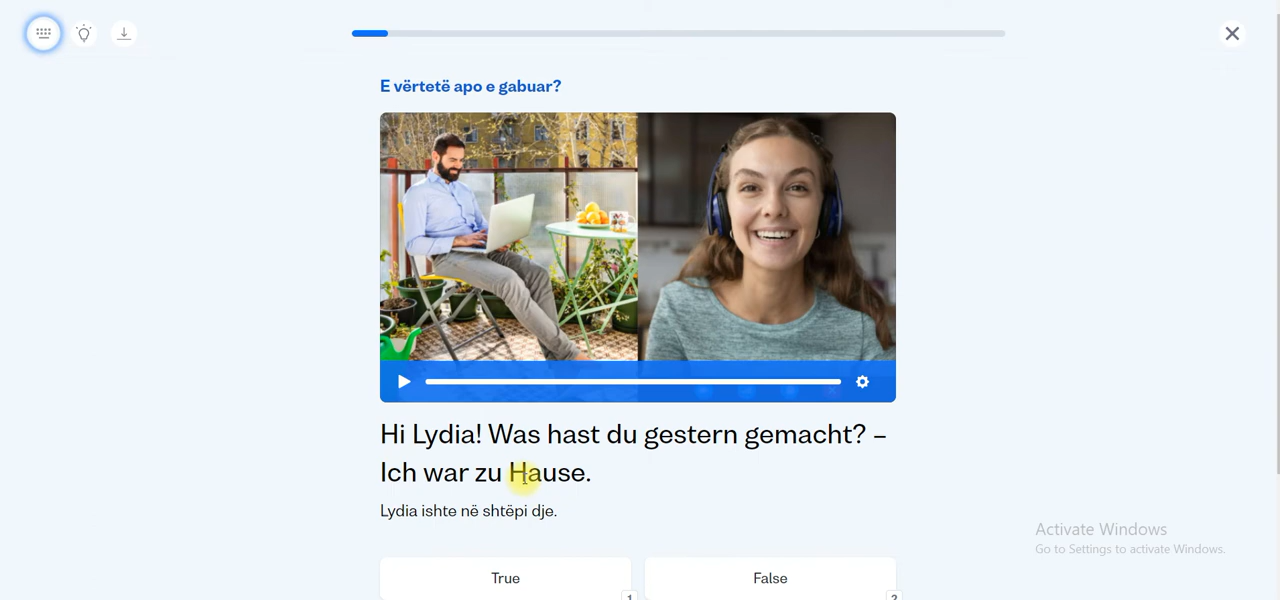 E vërtetë apo e gabuar?
Hi Lydia! Was hast du gestern gemacht? –
Ich war zu Hause.
Lydia ishte në shtëpi dje.
Activate Windows
Go to Settings to activate Windows.
True
False
1
2